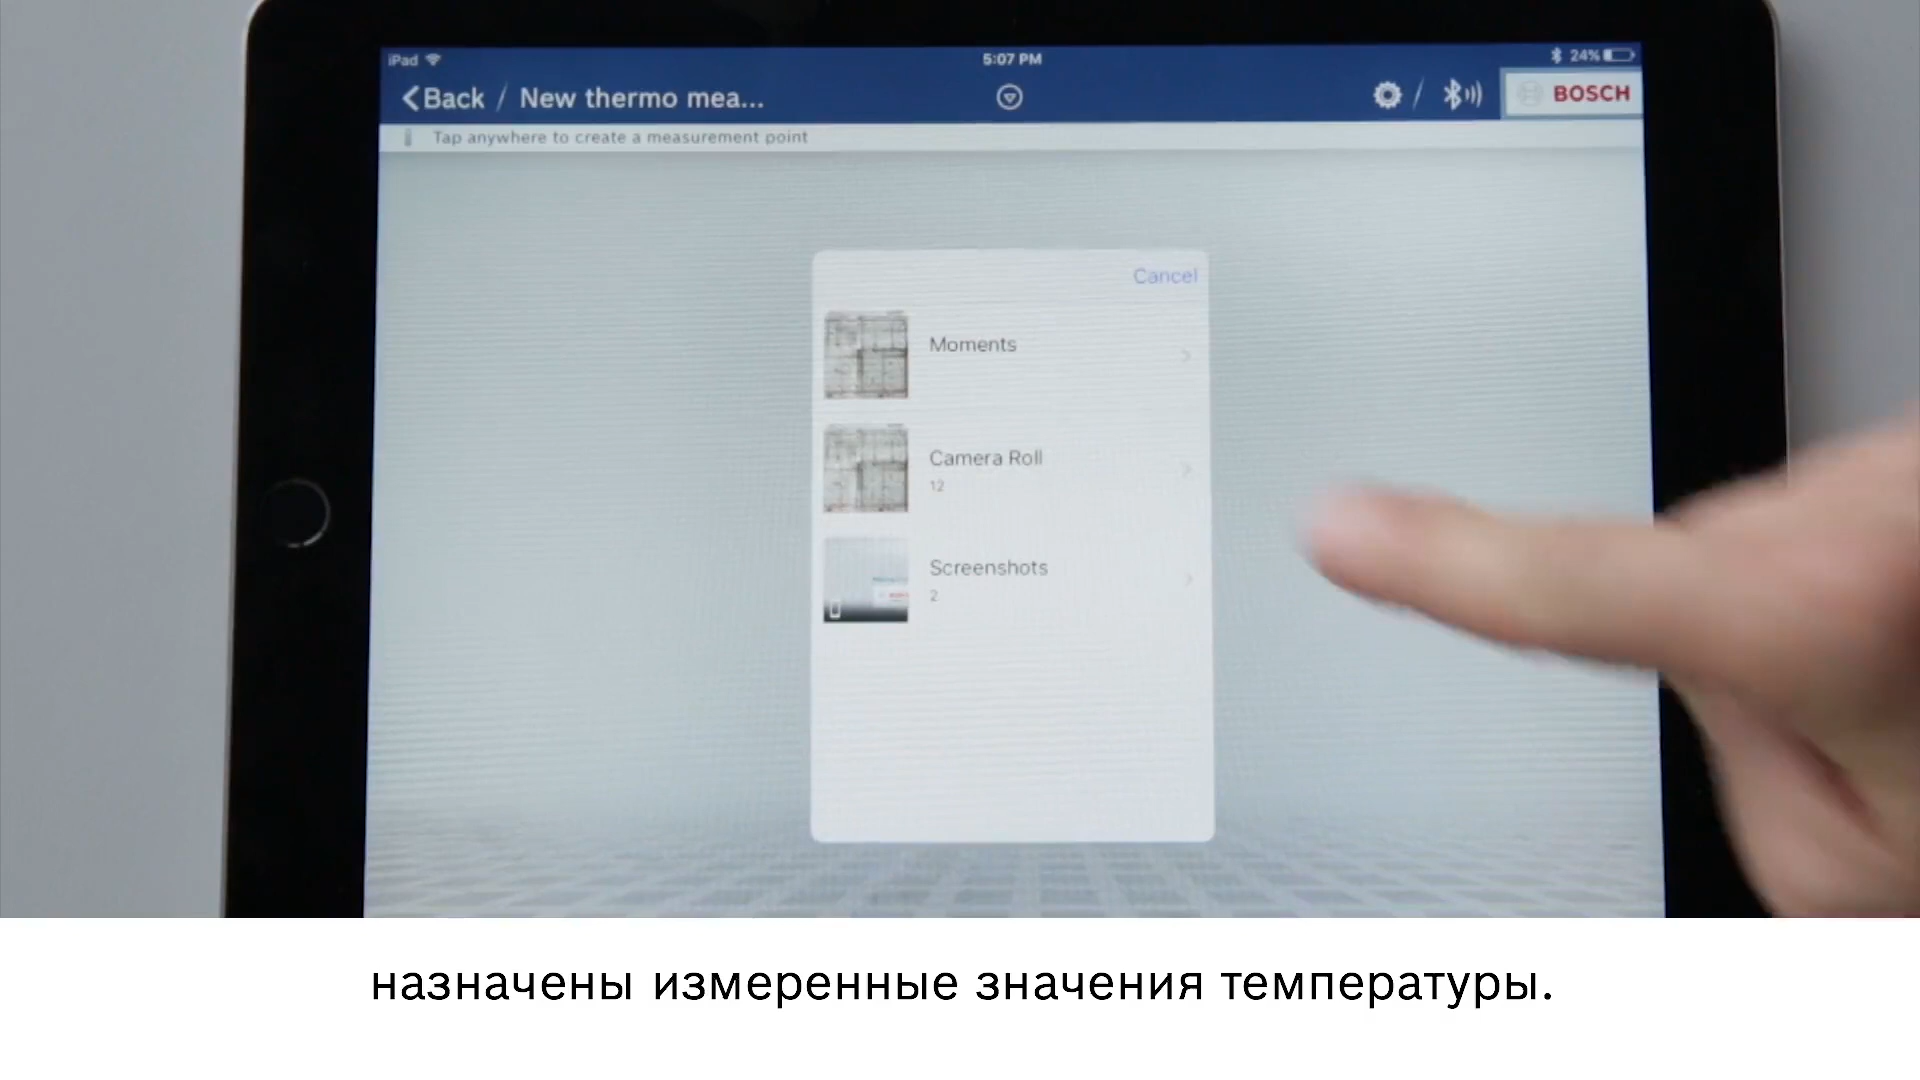 iPad
5:07 PM
24%
Back / New thermo mea...
BOSCH
Tap anywhere to create a measurement point
Cancel
Moments
Camera Roll
12
Screenshots
2
назначены измеренные значения температуры.